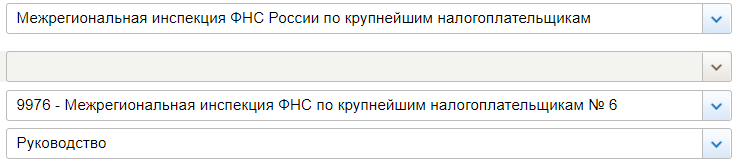 Межрегиональная инспекция ФНС России по крупнейшим налогоплательщикам
9976 - Межрегиональная инспекция ФНС по крупнейшим налогоплательщикам № 6
Руководство